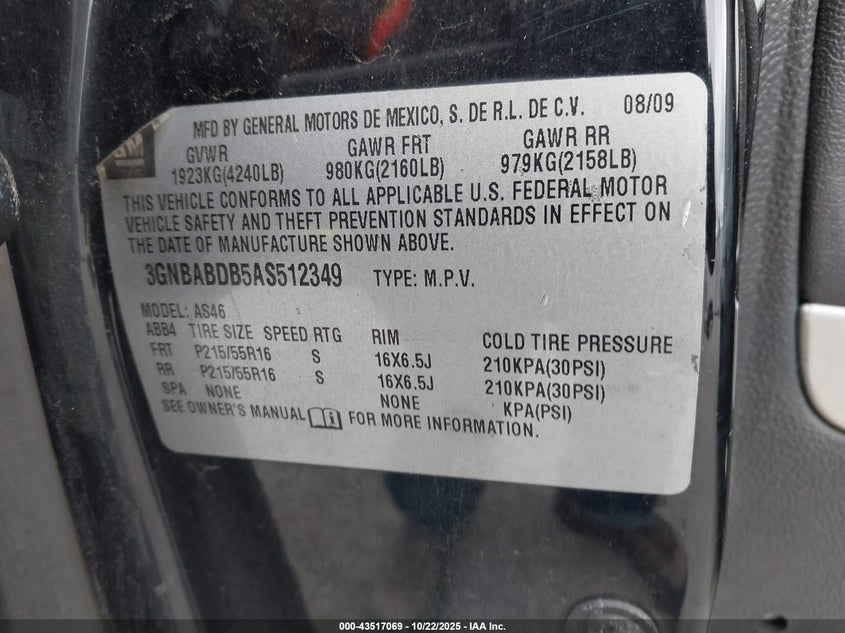 GM
MFD BY GENERAL MOTORS DE MEXICO, S. DE R.L. DE C.V. 08/09
GVWR GAWR FRT GAWR RR
1923KG(4240LB) 980KG(2160LB) 979KG(2158LB)
THIS VEHICLE CONFORMS TO ALL APPLICABLE U.S. FEDERAL MOTOR
VEHICLE SAFETY AND THEFT PREVENTION STANDARDS IN EFFECT ON
THE DATE OF MANUFACTURE SHOWN ABOVE.
3GNBABDB5AS512349 TYPE: M.P.V.
MODEL: AS46
ABB4 TIRE SIZE SPEED RTG RIM COLD TIRE PRESSURE
FRT P215/55R16 S 16X6.5J 210KPA(30PSI)
RR P215/55R16 S 16X6.5J 210KPA(30PSI)
SPA NONE NONE KPA(PSI)
SEE OWNER'S MANUAL i FOR MORE INFORMATION.
000-43517069 - 10/22/2025 - IAA Inc.